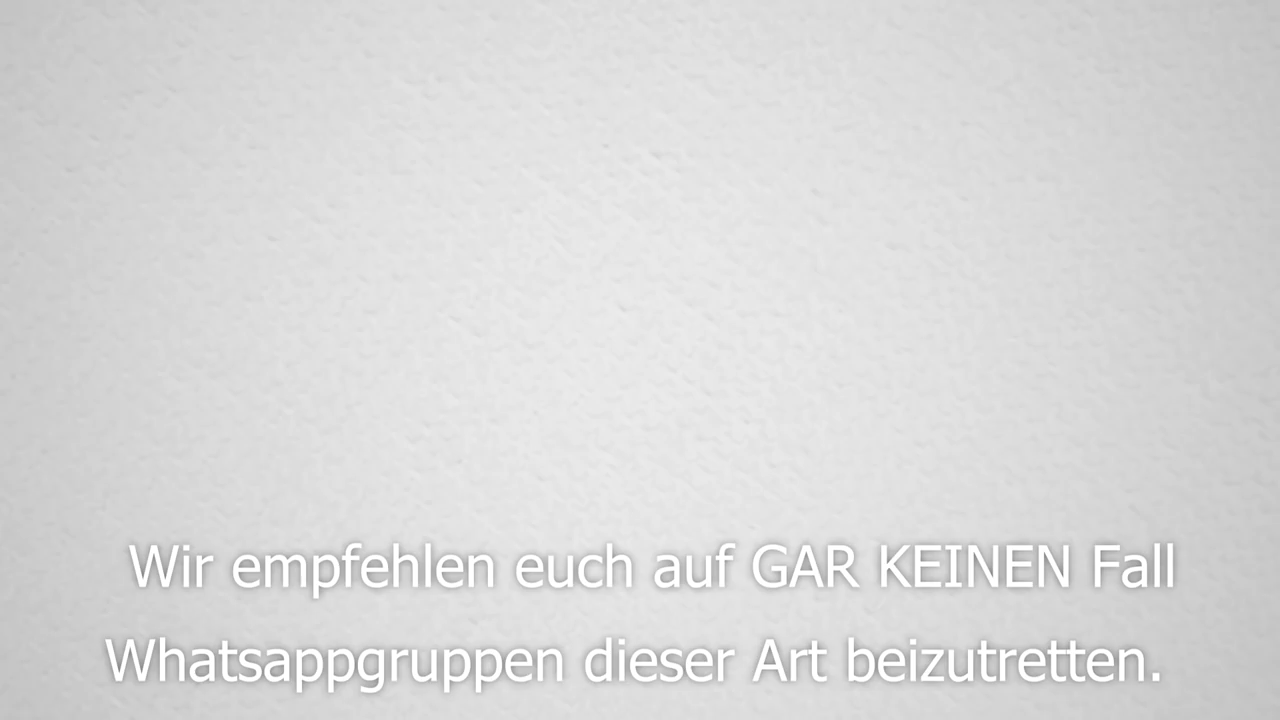 Wir empfehlen euch auf GAR KEINEN Fall
Whatsappgruppen dieser Art beizutretten.